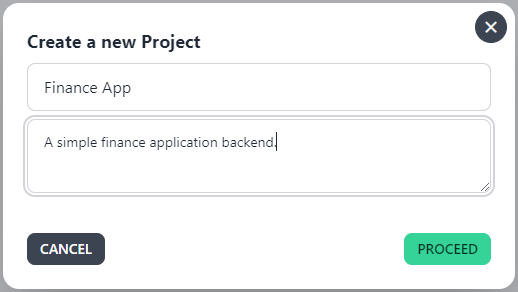 Create a new Project
Finance App
A simple finance application backend.
CANCEL
PROCEED